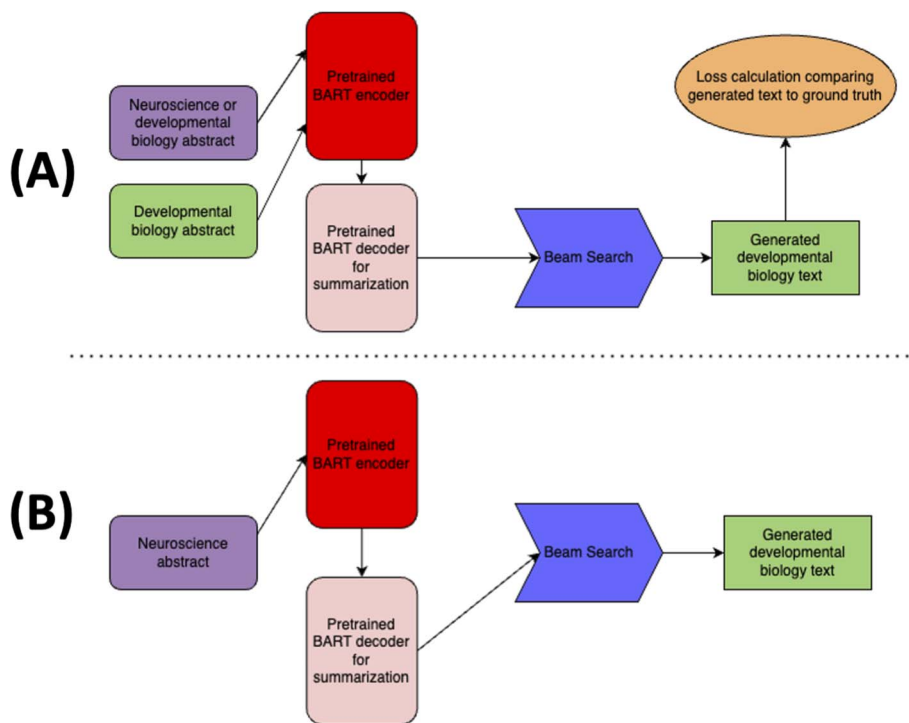 (A)
Neuroscience or
developmental
biology abstract
Developmental
biology abstract
Pretrained
BART encoder
Pretrained
BART decoder
for
summarization
Beam Search
Generated
developmental
biology text
Loss calculation comparing
generated text to ground truth
(B)
Neuroscience
abstract
Pretrained
BART encoder
Pretrained
BART decoder
for
summarization
Beam Search
Generated
developmental
biology text